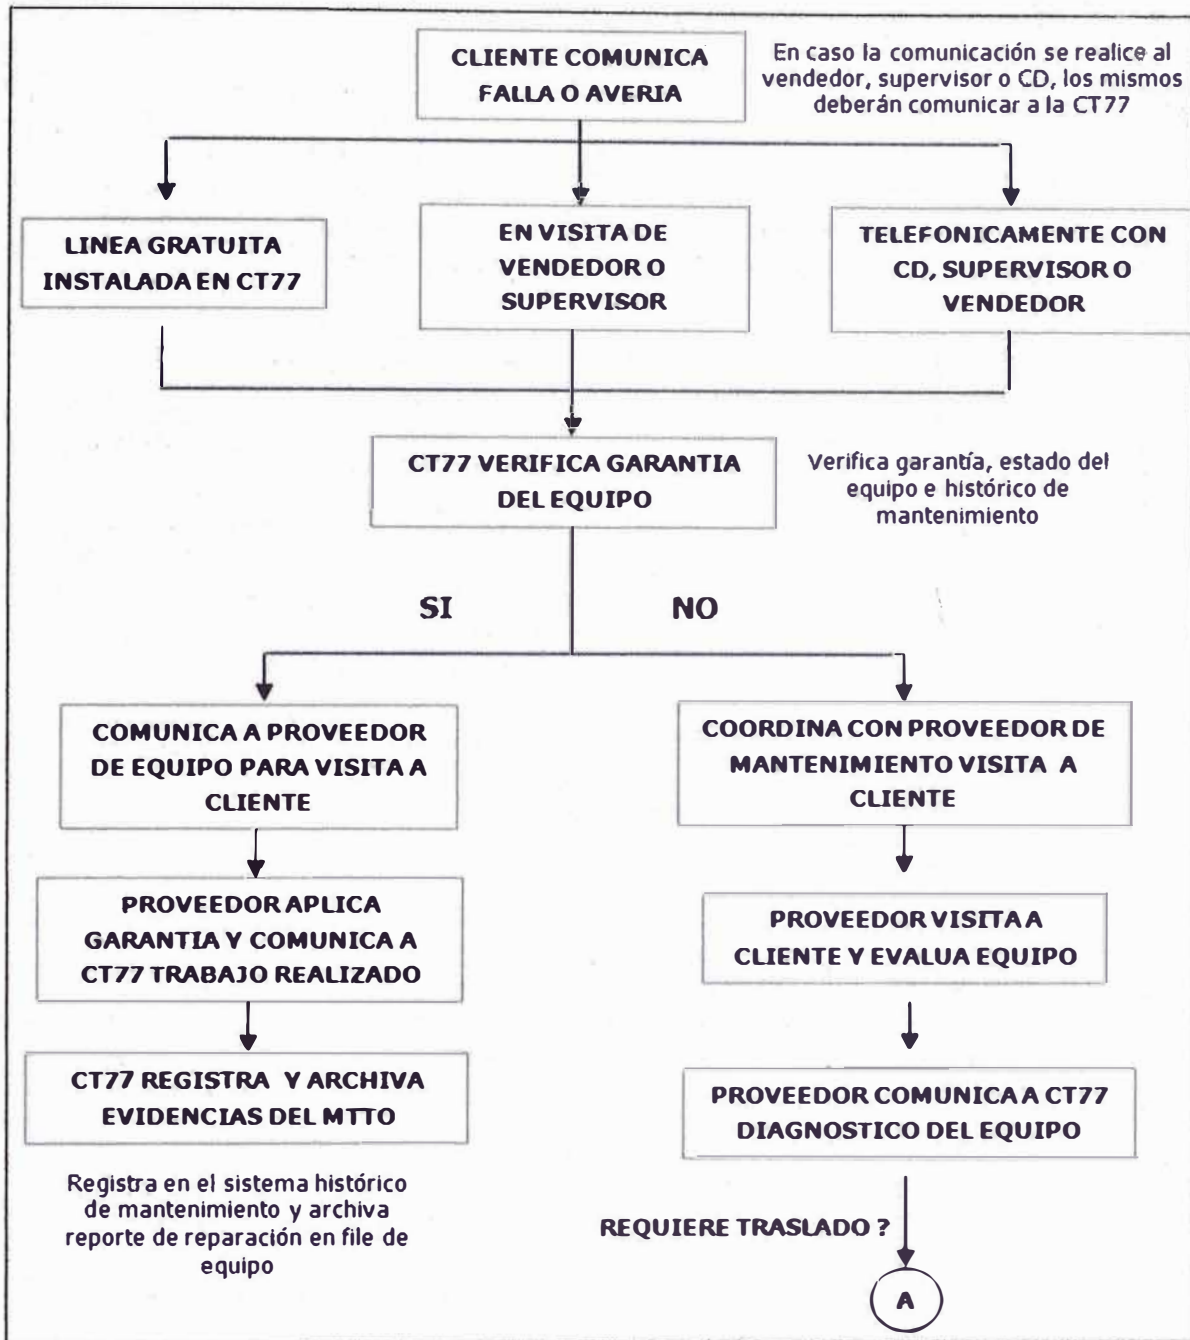 CLIENTE COMUNICA
FALLA O AVERIA
En caso la comunicación se realice al
vendedor, supervisor o CD, los mismos
deberán comunicar a la CT77
LINEA GRATUITA
INSTALADA EN CT77
EN VISITA DE
VENDEDOR O
SUPERVISOR
TELEFONICAMENTE CON
CD, SUPERVISOR O
VENDEDOR
CT77 VERIFICA GARANTIA
DEL EQUIPO
Verifica garantía, estado del
equipo e histórico de
mantenimiento
SI
NO
COMUNICA A PROVEEDOR
DE EQUIPO PARA VISITA A
CLIENTE
COORDINA CON PROVEEDOR DE
MANTENIMIENTO VISITA A
CLIENTE
PROVEEDOR APLICA
GARANTIA Y COMUNICA A
CT77 TRABAJO REALIZADO
PROVEEDOR VISITA A
CLIENTE Y EVALUA EQUIPO
CT77 REGISTRA Y ARCHIVA
EVIDENCIAS DEL MTTO
PROVEEDOR COMUNICA A CT77
DIAGNOSTICO DEL EQUIPO
Registra en el sistema histórico
de mantenimiento y archiva
reporte de reparación en file de
equipo
REQUIERE TRASLADO ?
A